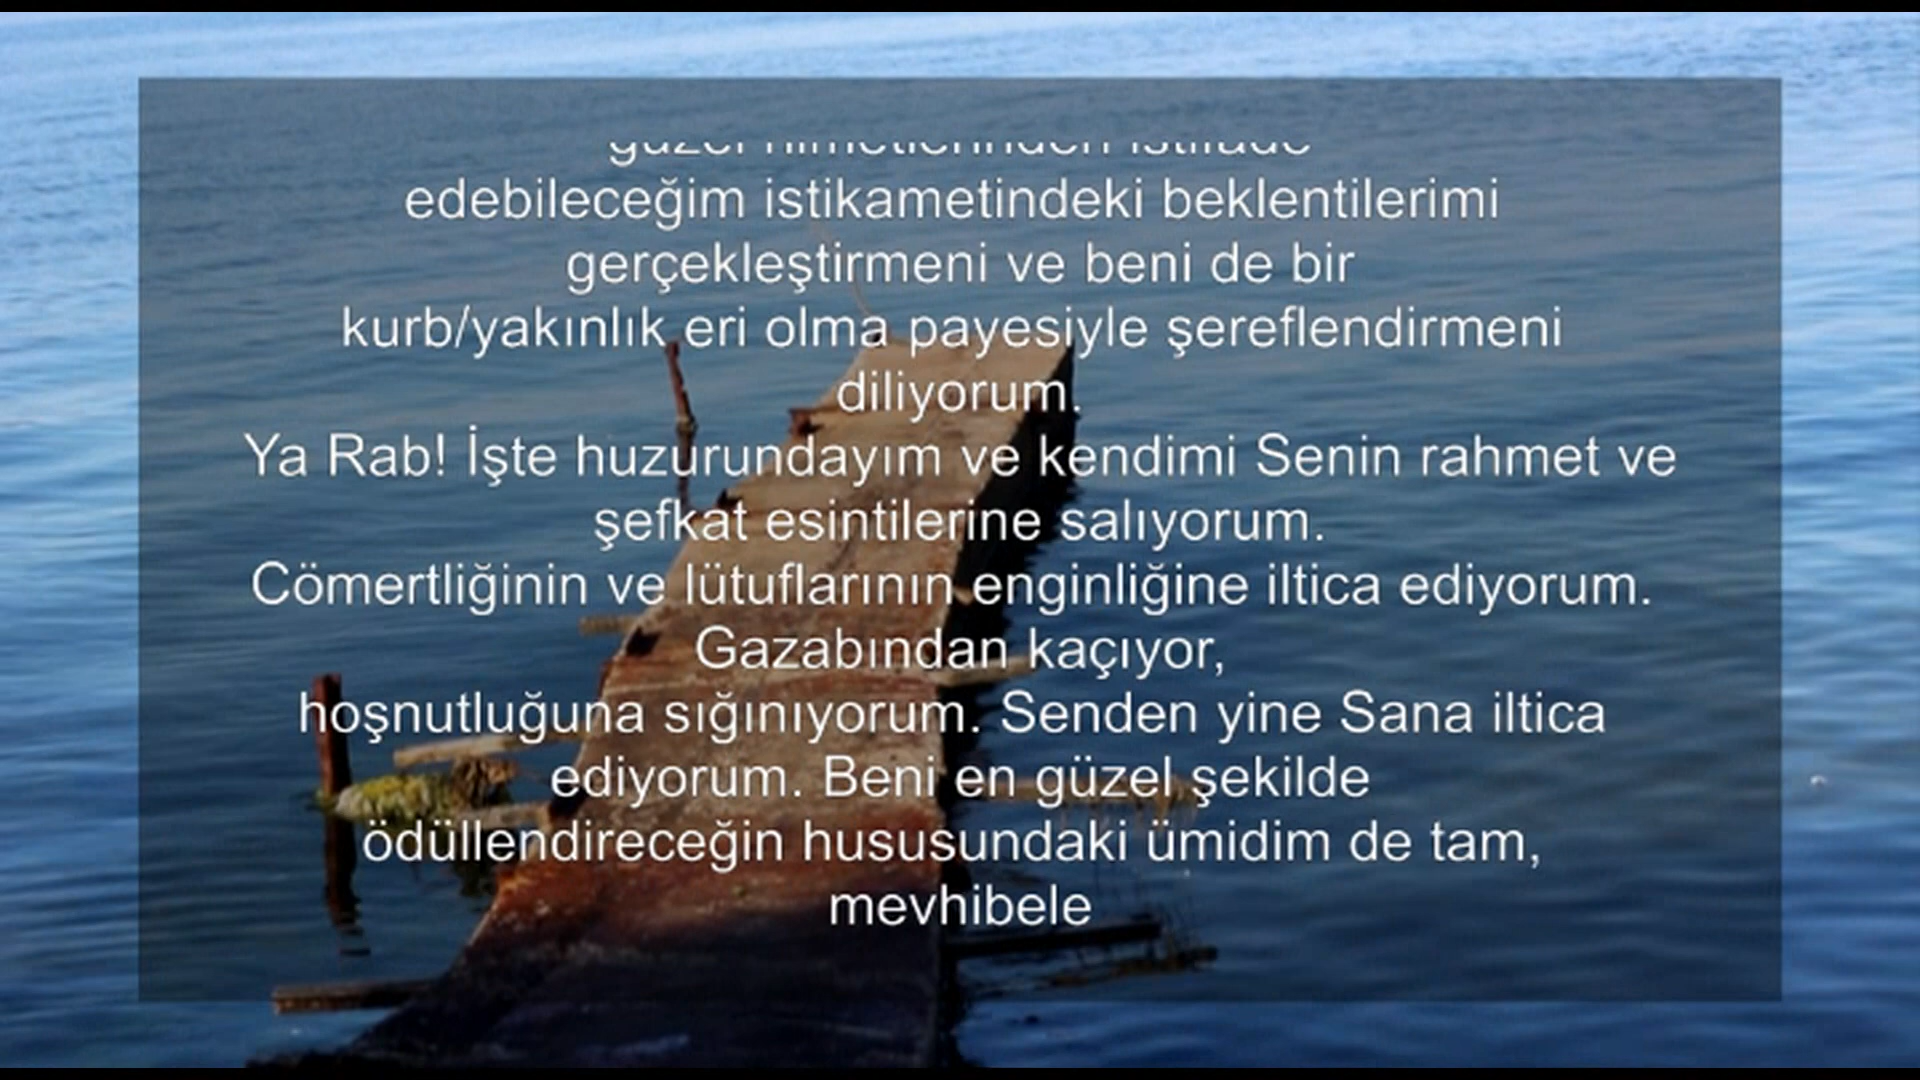 edebileceğim istikametindeki beklentilerimi
gerçekleştirmeni ve beni de bir
kurb/yakınlık eri olma payesiyle şereflendirmeni
diliyorum.
Ya Rab! İşte huzurundayım ve kendimi Senin rahmet ve
şefkat esintilerine salıyorum.
Cömertliğinin ve lütuflarının enginliğine iltica ediyorum.
Gazabından kaçıyor,
hoşnutluğuna sığınıyorum. Senden yine Sana iltica
ediyorum. Beni en güzel şekilde
ödüllendireceğin hususundaki ümidim de tam,
mevhibele